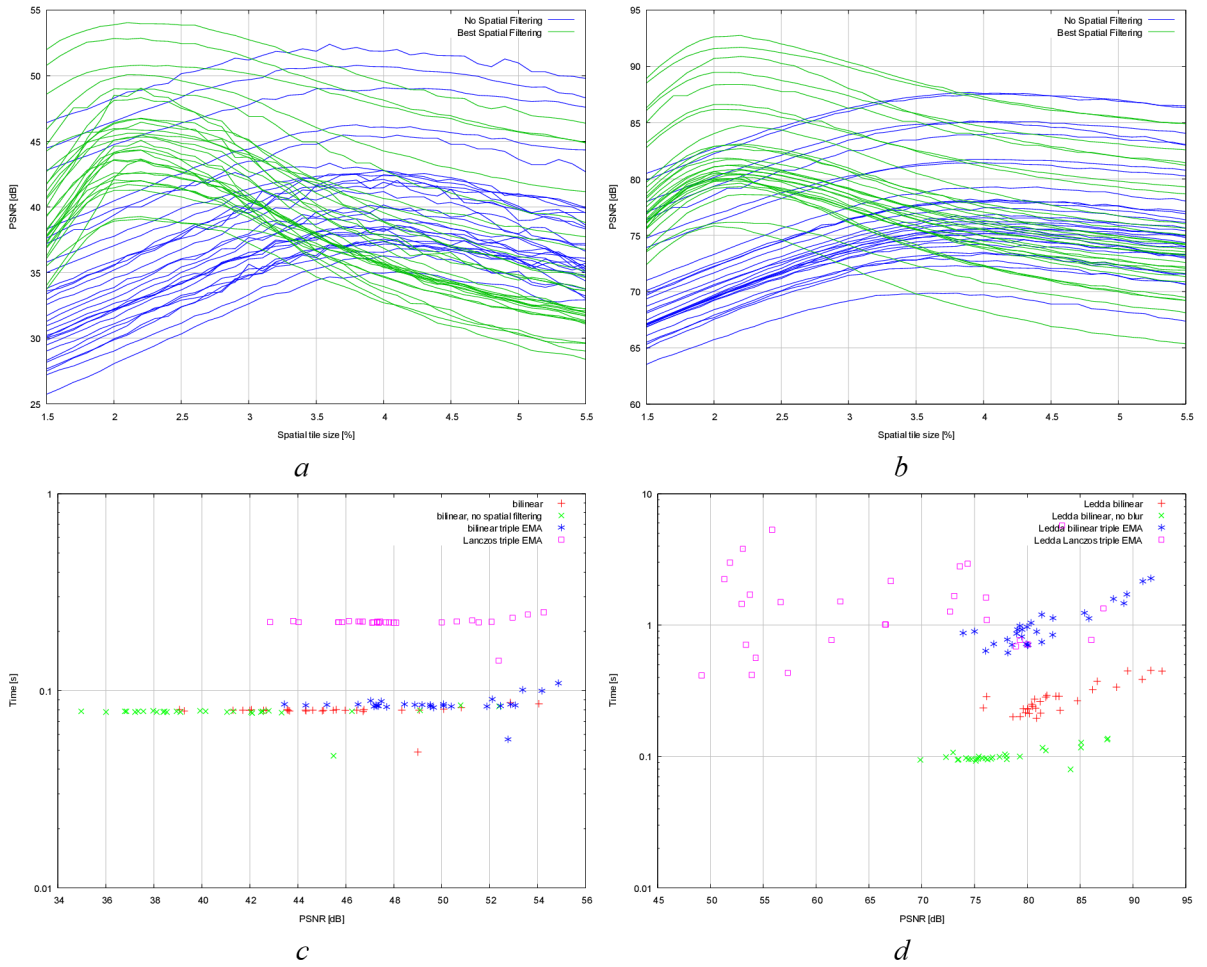 55
50
45
40
35
30
25
1.5
2
2.5
3
3.5
4
4.5
5
5.5
PSNR [dB]
Spatial tile size [%]
No Spatial Filtering
Best Spatial Filtering
a
95
90
85
80
75
70
65
60
1.5
2
2.5
3
3.5
4
4.5
5
5.5
PSNR [dB]
Spatial tile size [%]
No Spatial Filtering
Best Spatial Filtering
b
1
0.1
0.01
34
36
38
40
42
44
46
48
50
52
54
56
Time [s]
PSNR [dB]
bilinear
bilinear, no spatial filtering
bilinear triple EMA
Lanczos triple EMA
c
10
1
0.1
0.01
45
50
55
60
65
70
75
80
85
90
95
Time [s]
PSNR [dB]
Ledda bilinear
Ledda bilinear, no blur
Ledda bilinear triple EMA
Ledda Lanczos triple EMA
d